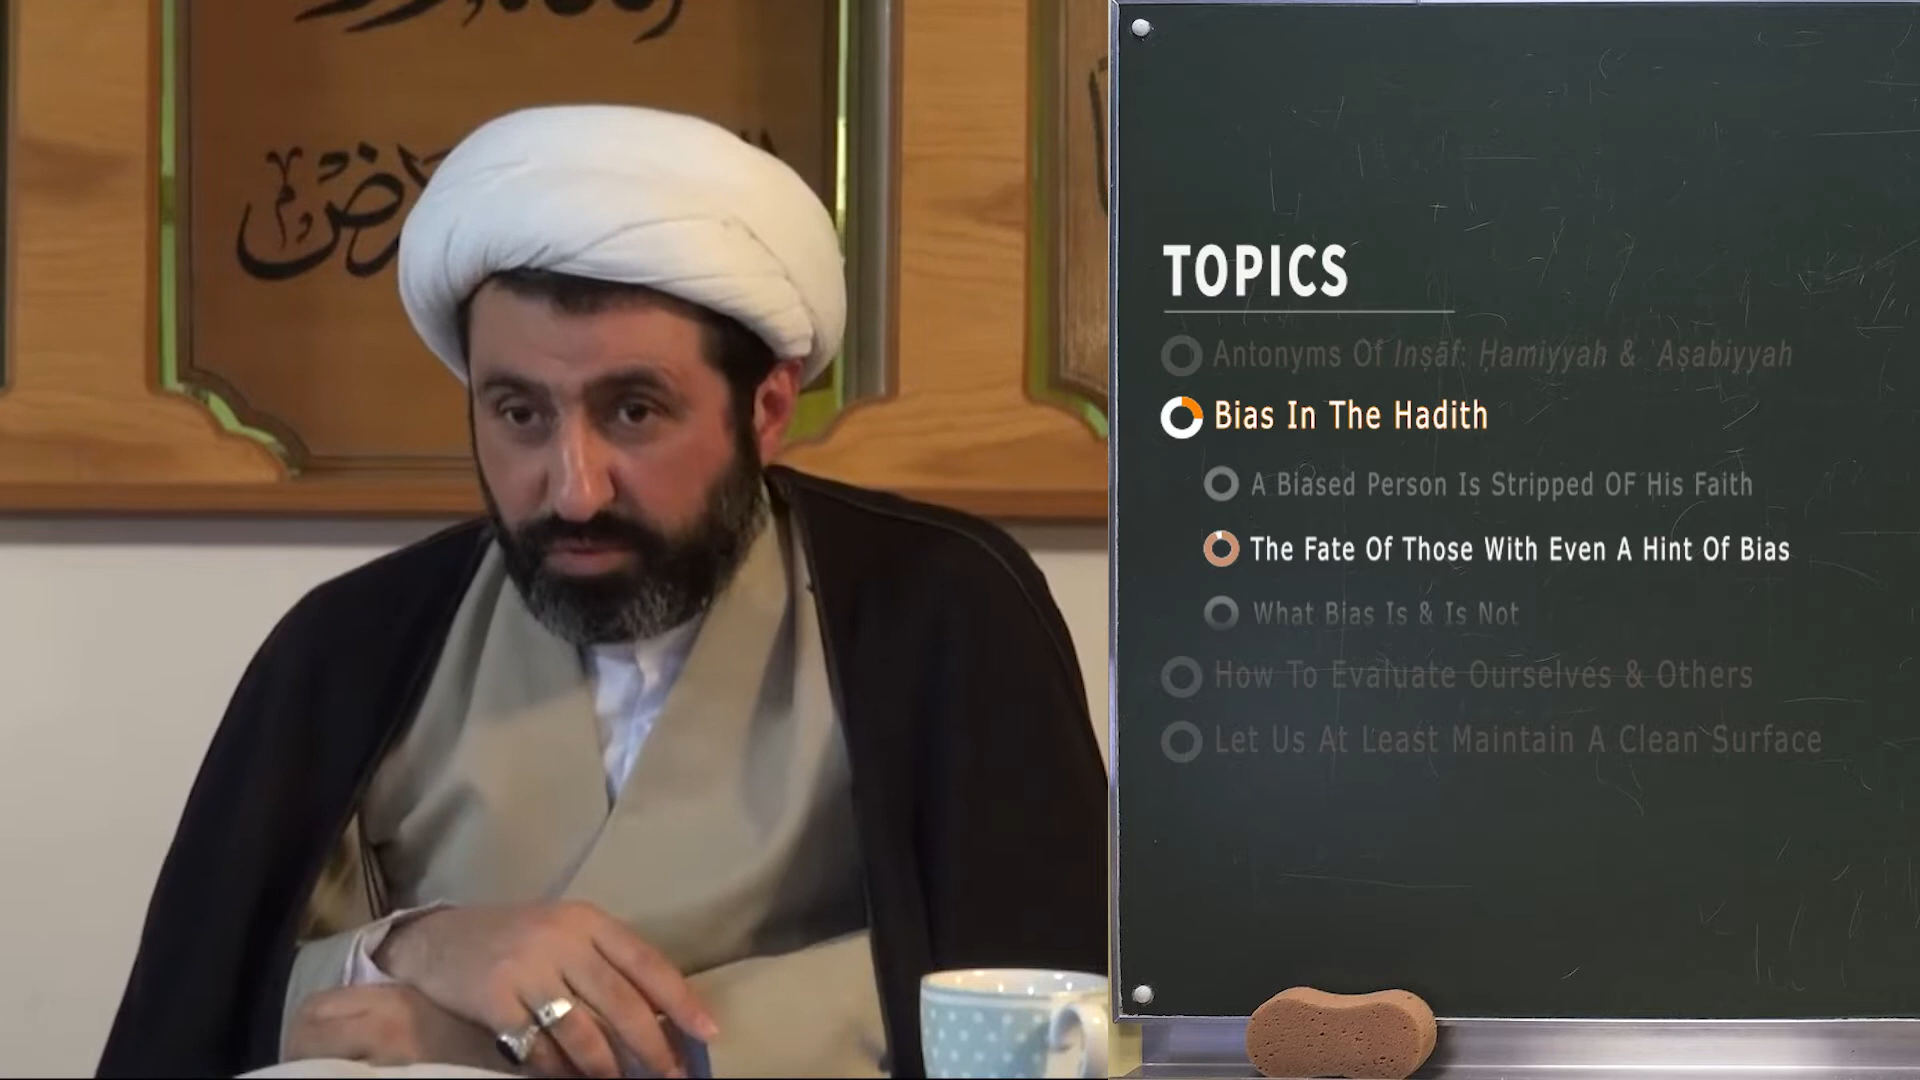 TOPICS
Antonyms Of Inṣāf: Ḥamiyyah & ʿAṣabiyyah
Bias In The Hadith
A Biased Person Is Stripped OF His Faith
The Fate Of Those With Even A Hint Of Bias
What Bias Is & Is Not
How To Evaluate Ourselves & Others
Let Us At Least Maintain A Clean Surface